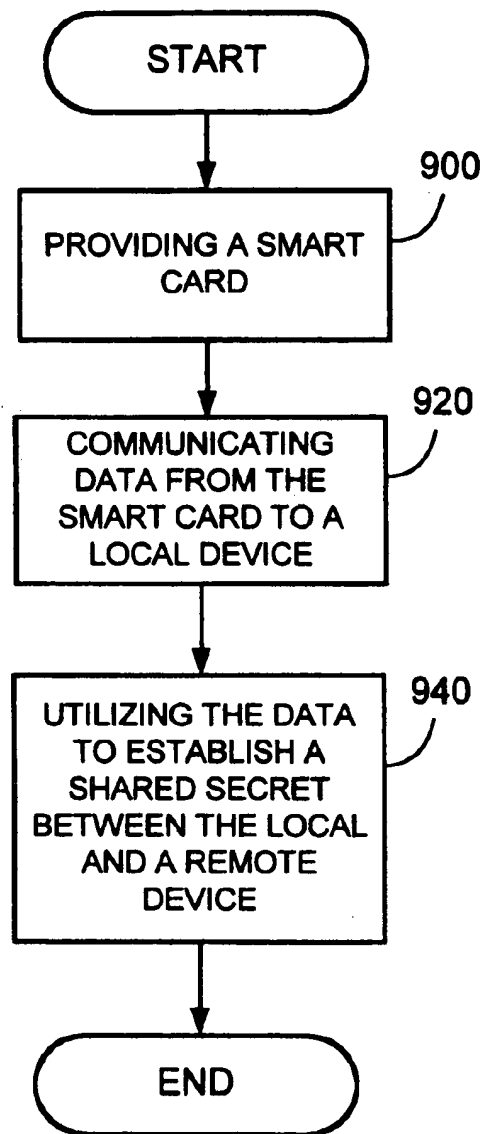 START
900
PROVIDING A SMART
CARD
920
COMMUNICATING
DATA FROM THE
SMART CARD TO A
LOCAL DEVICE
940
UTILIZING THE DATA
TO ESTABLISH A
SHARED SECRET
BETWEEN THE LOCAL
AND A REMOTE
DEVICE
END